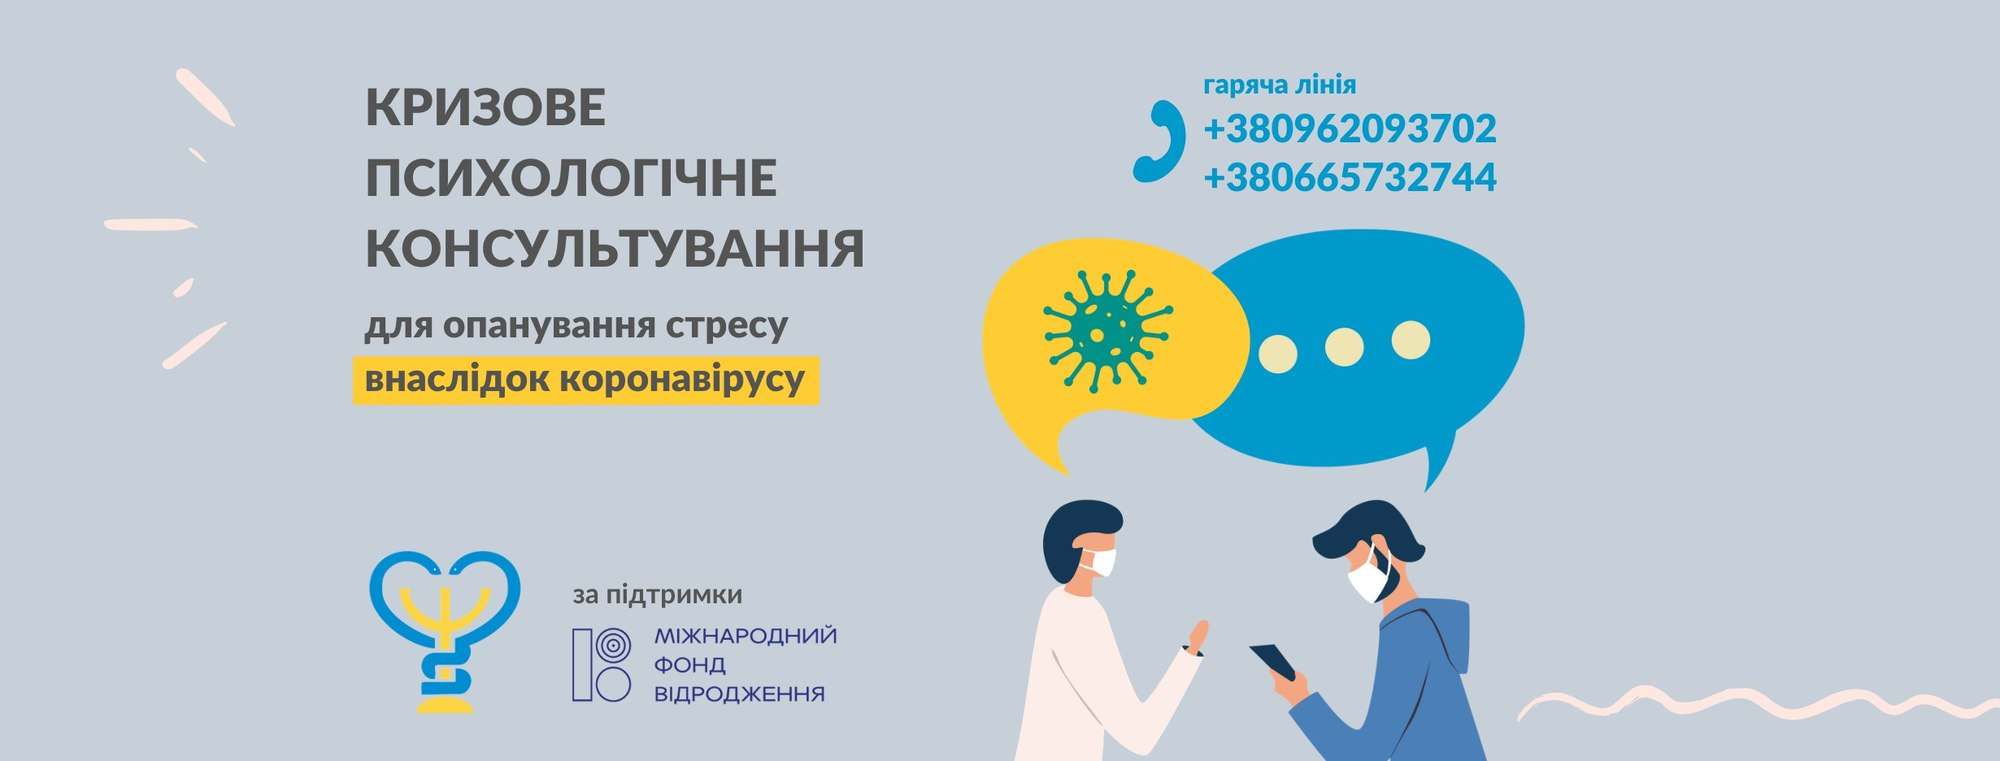 КРИЗОВЕ
ПСИХОЛОГІЧНЕ
КОНСУЛЬТУВАННЯ
для опанування стресу
внаслідок коронавірусу
гаряча лінія
+380962093702
+380665732744
за підтримки
МІЖНАРОДНИЙ
ФОНД
ВІДРОДЖЕННЯ